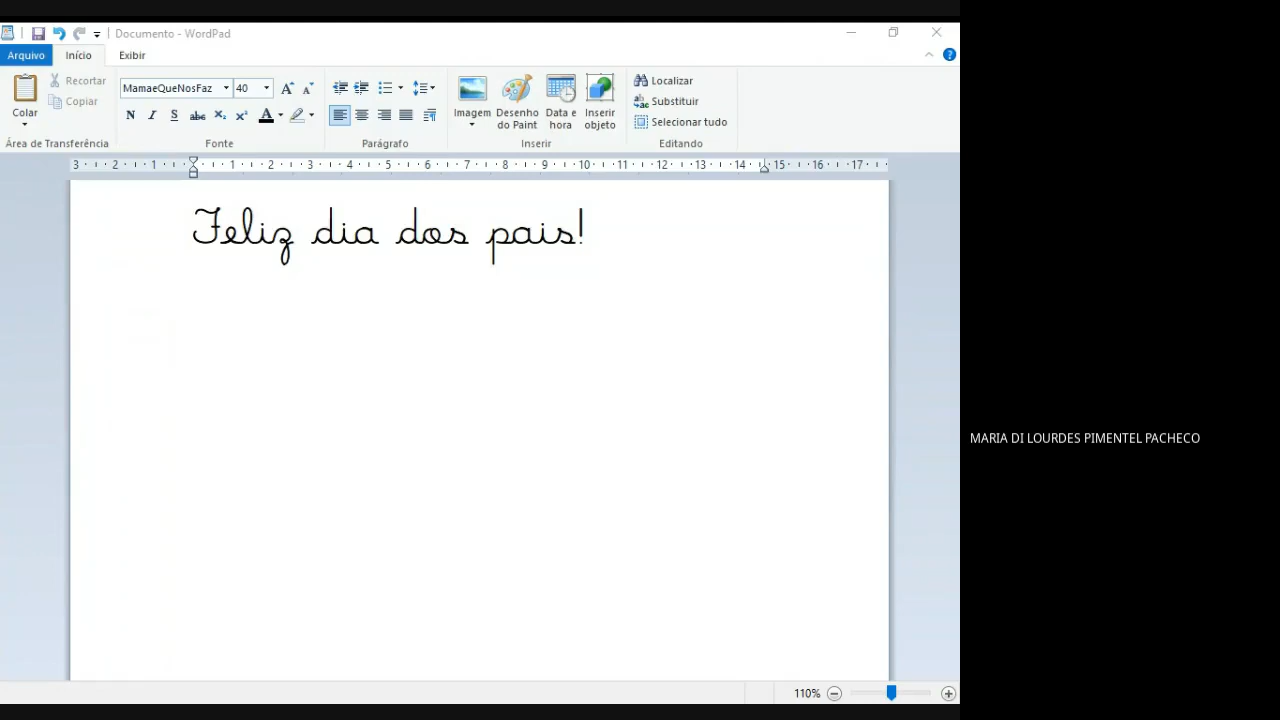 Documento - WordPad
Arquivo Início Exibir
Colar
Recortar
Copiar
Área de Transferência
MamaeQueNosFaz 40 A A
N I S abc X₂ X² A
Fonte
Parágrafo
Imagem
Desenho do Paint
Data e hora
Inserir objeto
Inserir
Localizar
Substituir
Selecionar tudo
Editando
3 2 1 1 2 3 4 5 6 7 8 9 10 11 12 13 14 15 16 17
Feliz dia dos pais!
MARIA DI LOURDES PIMENTEL PACHECO
110%